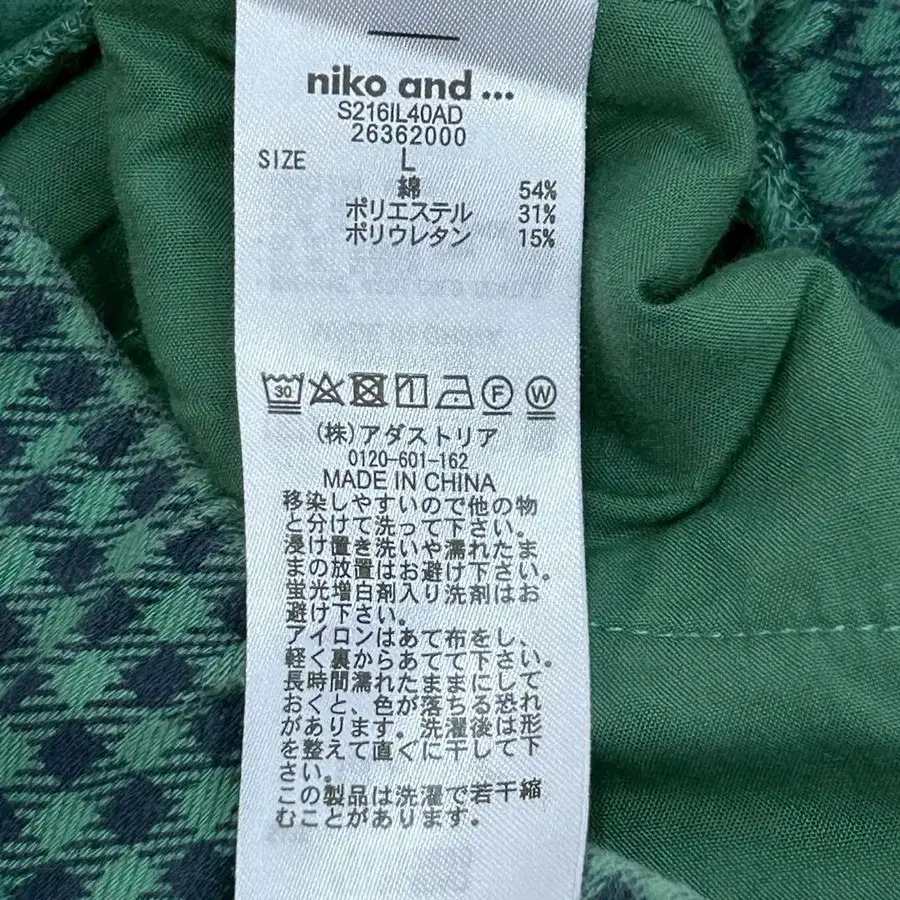 niko and ...
S216IL40AD
26362000
SIZE L
綿 54%
ポリエステル 31%
ポリウレタン 15%
30
F
W
(株)アダストリア
0120-601-162
MADE IN CHINA
移染しやすいので他の物
と分けて洗って下さい。
浸け置き洗いや濡れたま
まの放置はお避け下さい。
蛍光増白剤入り洗剤はお
避け下さい。
アイロンはあて布をし、
軽く裏からあてて下さい。
長時間濡れたままにして
おくと、色が落ちる恐れ
があります。洗濯後は形
を整えて直ぐに干して下
さい。
この製品は洗濯で若干縮
むことがあります。